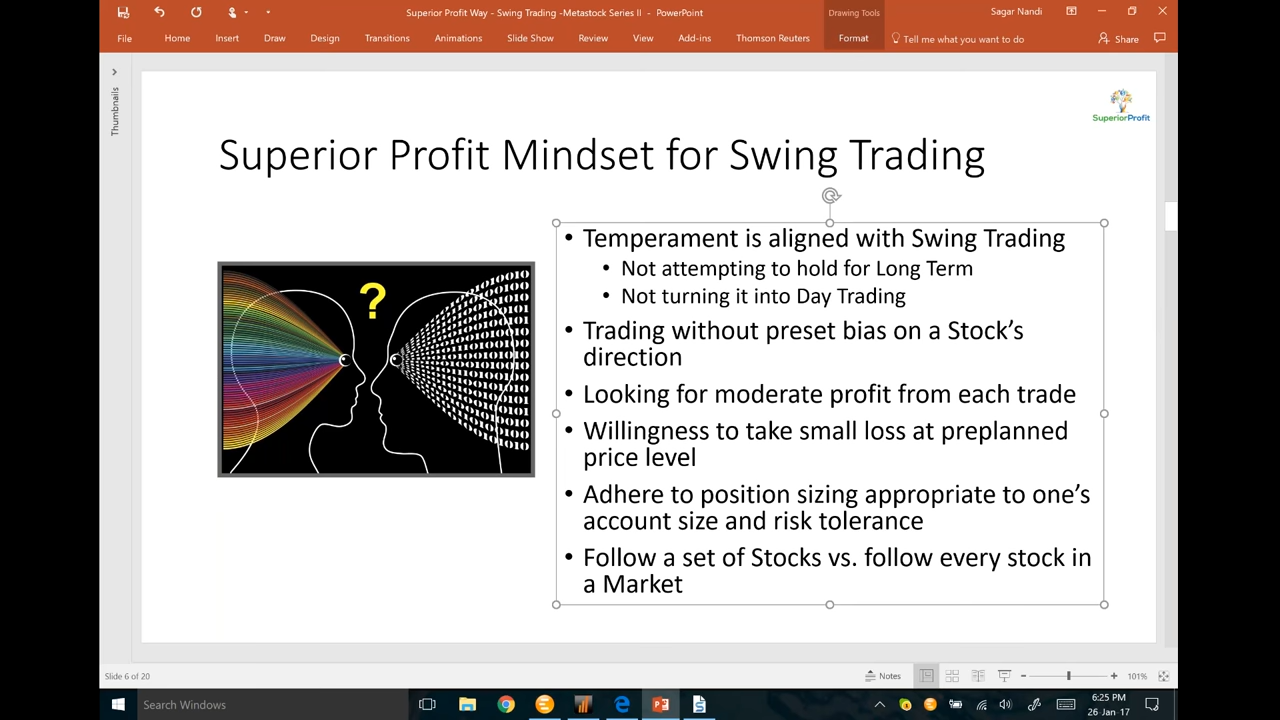 Superior Profit Way - Swing Trading -Metastock Series II - PowerPoint
Drawing Tools
Sagar Nandi
File Home Insert Draw Design Transitions Animations Slide Show Review View Add-ins Thomson Reuters Format Tell me what you want to do Share
Thumbnails
SuperiorProfit
Superior Profit Mindset for Swing Trading
?
• Temperament is aligned with Swing Trading
• Not attempting to hold for Long Term
• Not turning it into Day Trading
• Trading without preset bias on a Stock’s
direction
• Looking for moderate profit from each trade
• Willingness to take small loss at preplanned
price level
• Adhere to position sizing appropriate to one’s
account size and risk tolerance
• Follow a set of Stocks vs. follow every stock in
a Market
Slide 6 of 20
Notes
101%
Search Windows
6:25 PM
26-Jan-17